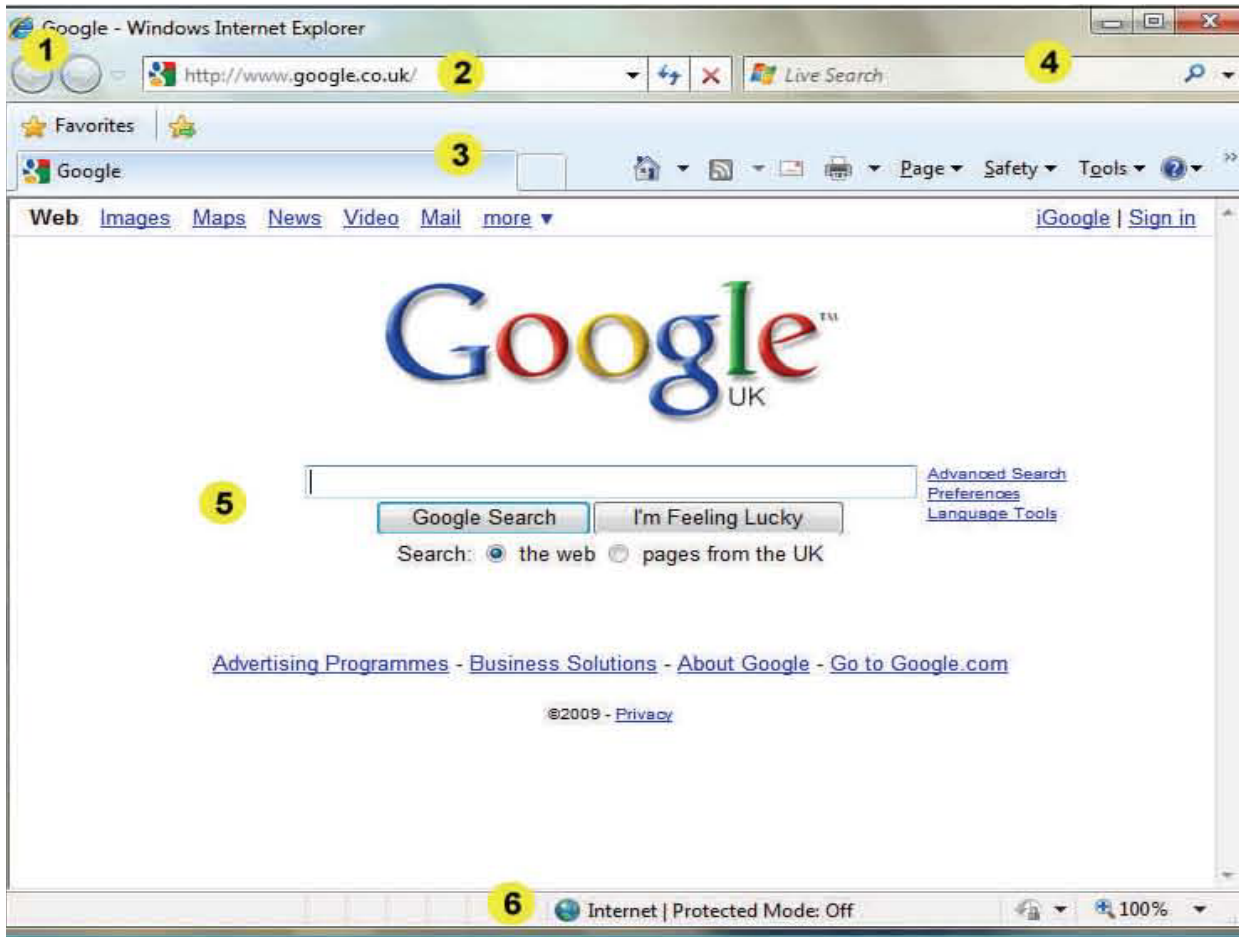 Google - Windows Internet Explorer
1
http://www.google.co.uk/ 2 Live Search 4
Favorites
3
Google Page Safety Tools
Web Images Maps News Video Mail more iGoogle | Sign in
Google™
UK
Advanced Search
Preferences
Language Tools
5
Google Search I'm Feeling Lucky
Search: the web pages from the UK
Advertising Programmes - Business Solutions - About Google - Go to Google.com
©2009 - Privacy
6 Internet | Protected Mode: Off 100%